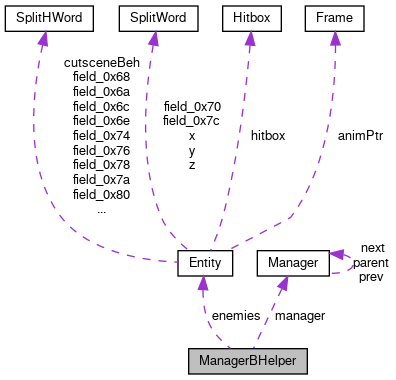 SplitHWord
SplitWord
Hitbox
Frame
cutsceneBeh
field_0x68
field_0x6a
field_0x6c
field_0x6e
field_0x74
field_0x76
field_0x78
field_0x7a
field_0x80
...
field_0x70
field_0x7c
x
y
z
hitbox
animPtr
Entity
Manager
next
parent
prev
enemies
manager
ManagerBHelper